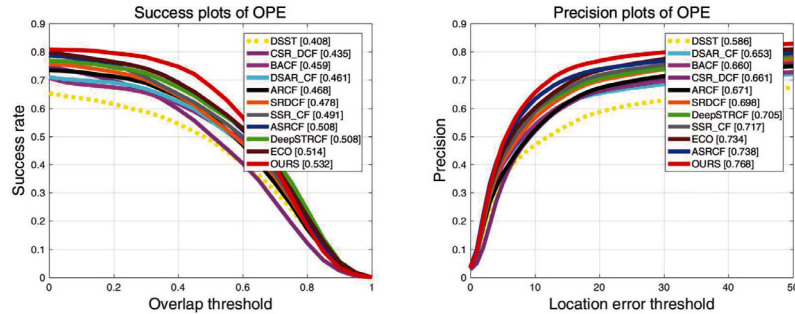 Success plots of OPE
0.9
0.8
0.7
0.6
0.5
0.4
0.3
0.2
0.1
0
Success rate
DSST [0.408]
CSR_DCF [0.435]
BACF [0.459]
DSAR_CF [0.461]
ARCF [0.468]
SRDCF [0.478]
SSR_CF [0.491]
ASRCF [0.508]
DeepSTRCF [0.508]
ECO [0.514]
OURS [0.532]
0 0.2 0.4 0.6 0.8 1
Overlap threshold
Precision plots of OPE
0.9
0.8
0.7
0.6
0.5
0.4
0.3
0.2
0.1
0
Precision
DSST [0.586]
DSAR_CF [0.653]
BACF [0.660]
CSR_DCF [0.661]
ARCF [0.671]
SRDCF [0.698]
DeepSTRCF [0.705]
SSR_CF [0.717]
ECO [0.734]
ASRCF [0.738]
OURS [0.768]
0 10 20 30 40 50
Location error threshold